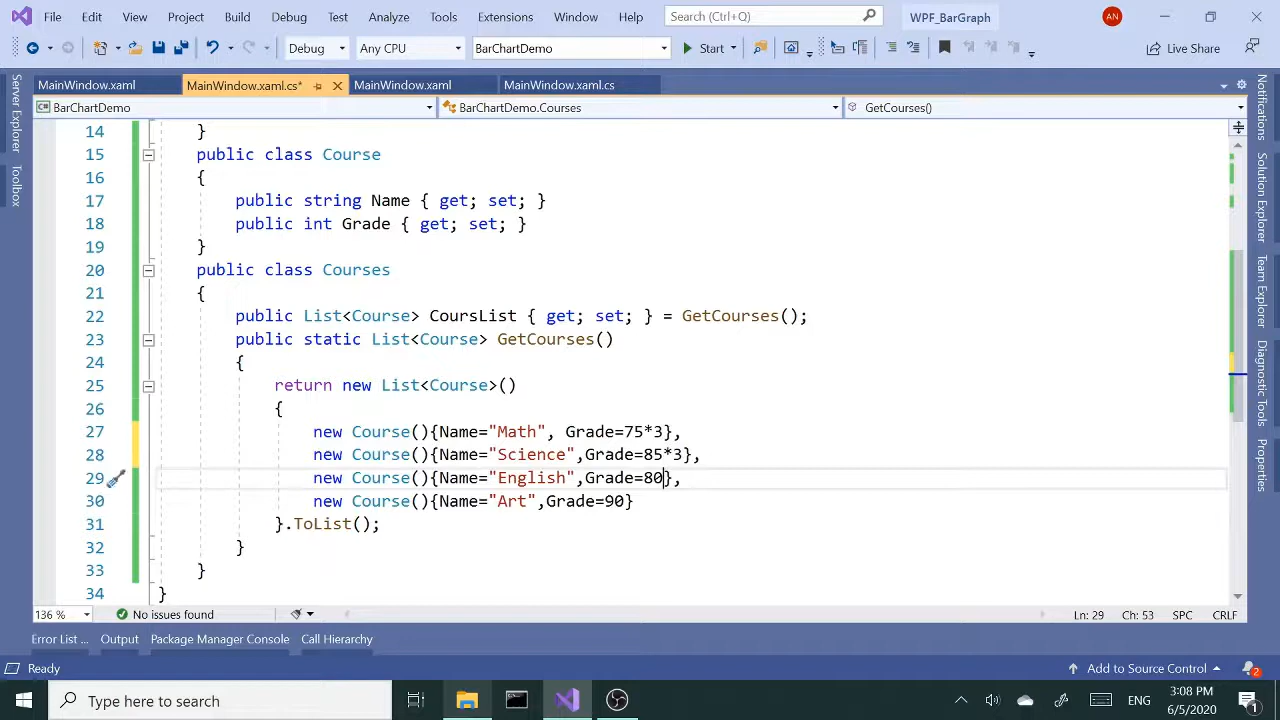 File Edit View Project Build Debug Test Analyze Tools Extensions Window Help Search (Ctrl+Q) WPF_BarGraph AN
Debug Any CPU BarChartDemo Start Live Share
MainWindow.xaml MainWindow.xaml.cs* MainWindow.xaml MainWindow.xaml.cs
BarChartDemo BarChartDemo.Courses GetCourses()
Server Explorer
Toolbox
Notifications
Solution Explorer
Team Explorer
Diagnostic Tools
Properties
14 }
15 public class Course
16 {
17 public string Name { get; set; }
18 public int Grade { get; set; }
19 }
20 public class Courses
21 {
22 public List<Course> CoursList { get; set; } = GetCourses();
23 public static List<Course> GetCourses()
24 {
25 return new List<Course>()
26 {
27 new Course(){Name="Math", Grade=75*3},
28 new Course(){Name="Science",Grade=85*3},
29 new Course(){Name="English",Grade=80},
30 new Course(){Name="Art",Grade=90}
31 }.ToList();
32 }
33 }
34 }
136 % No issues found Ln: 29 Ch: 53 SPC CRLF
Error List ... Output Package Manager Console Call Hierarchy
Ready Add to Source Control 2
Type here to search ENG 3:08 PM
6/5/2020 1